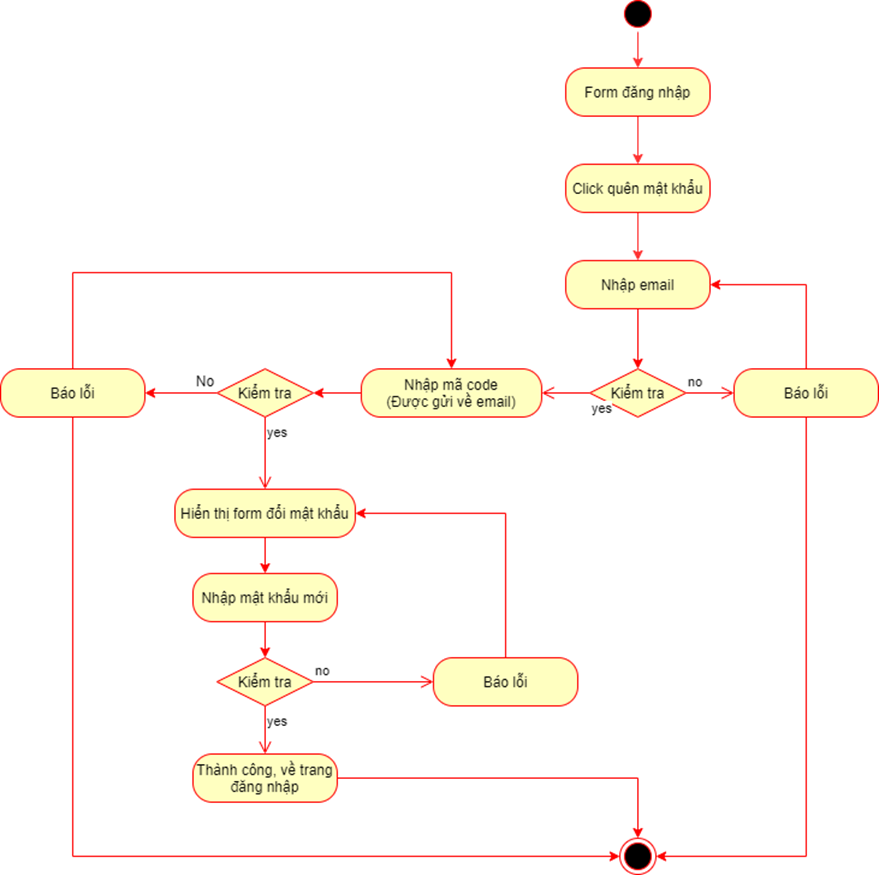 Form đăng nhập
Click quên mật khẩu
Nhập email
Báo lỗi
No
Kiểm tra
Nhập mã code
(Được gửi về email)
yes
Kiểm tra
no
Báo lỗi
yes
Hiển thị form đổi mật khẩu
Nhập mật khẩu mới
Kiểm tra
no
Báo lỗi
yes
Thành công, về trang
đăng nhập